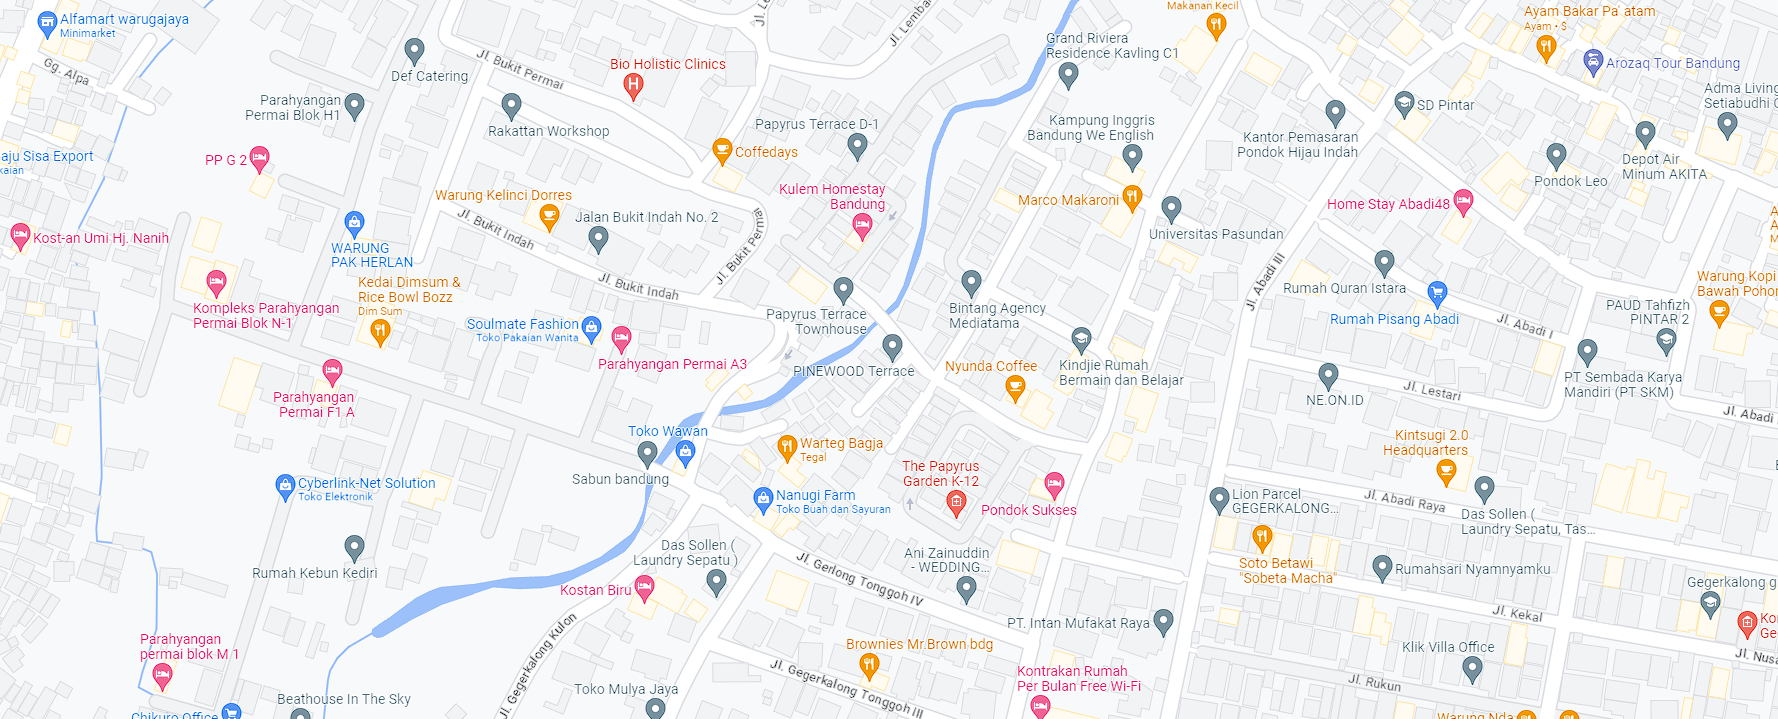 Alfamart warugajaya
Minimarket
Gg. Alpa
Def Catering
Jl. Bukit Permai
Bio Holistic Clinics
Jl. Lemba
Makanan Kecil
Grand Riviera
Residence Kavling C1
Ayam Bakar Pa' atam
Ayam • $
Arozaq Tour Bandung
Adma Living
Setiabudhi
Parahyangan
Permai Blok H1
Rakattan Workshop
Papyrus Terrace D-1
Kampung Inggris
Bandung We English
SD Pintar
Kantor Pemasaran
Pondok Hijau Indah
Depot Air
Minum AKITA
Pondok Leo
aju Sisa Export
kaian
PP G 2
Coffedays
Warung Kelinci Dorres
Kulem Homestay
Bandung
Marco Makaroni
Home Stay Abadi48
Kost-an Umi Hj. Nanih
WARUNG
PAK HERLAN
Jl. Bukit Indah
Jalan Bukit Indah No. 2
Jl. Bukit Permai
Universitas Pasundan
Jl. Abadi III
Kompleks Parahyangan
Permai Blok N-1
Kedai Dimsum &
Rice Bowl Bozz
Dim Sum
Jl. Bukit Indah
Papyrus Terrace
Townhouse
Bintang Agency
Mediatama
Rumah Quran Istara
Rumah Pisang Abadi
Jl. Abadi I
Warung Kopi
Bawah Pohon
PAUD Tahfizh
PINTAR 2
Soulmate Fashion
Toko Pakaian Wanita
Parahyangan Permai A3
PINEWOOD Terrace
Nyunda Coffee
Kindjie Rumah
Bermain dan Belajar
NE.ON.ID
Jl. Lestari
PT Sembada Karya
Mandiri (PT SKM)
Jl. Abadi
Parahyangan
Permai F1 A
Toko Wawan
Sabun bandung
Warteg Bagja
Tegal
The Papyrus
Garden K-12
Kintsugi 2.0
Headquarters
Cyberlink-Net Solution
Toko Elektronik
Nanugi Farm
Toko Buah dan Sayuran
Pondok Sukses
Lion Parcel
GEGERKALONG...
Jl. Abadi Raya
Das Sollen (
Laundry Sepatu, Tas...
Rumah Kebun Kediri
Das Sollen (
Laundry Sepatu )
Kostan Biru
Jl. Gerlong Tonggoh IV
Ani Zainuddin
- WEDDING...
Soto Betawi
"Sobeta Macha"
Rumahsari Nyamnyamku
Gegerkalong g
Jl. Kekal
PT. Intan Mufakat Raya
Parahyangan
permai blok M 1
Jl. Gegerkalong Kulon
Brownies Mr.Brown bdg
Klik Villa Office
Jl. Nusa
Beathouse In The Sky
Toko Mulya Jaya
Jl. Gegerkalong Tonggoh III
Kontrakan Rumah
Per Bulan Free Wi-Fi
Jl. Rukun
Chikuro Office
Warung Nda